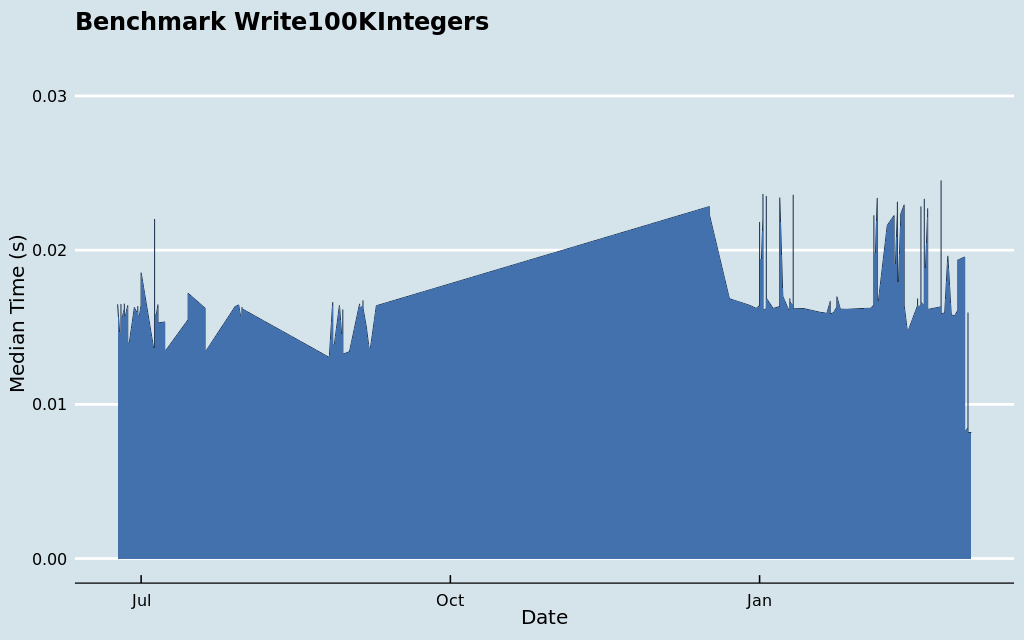 Benchmark Write100KIntegers
Median Time (s)
0.03
0.02
0.01
0.00
Jul
Oct
Jan
Date